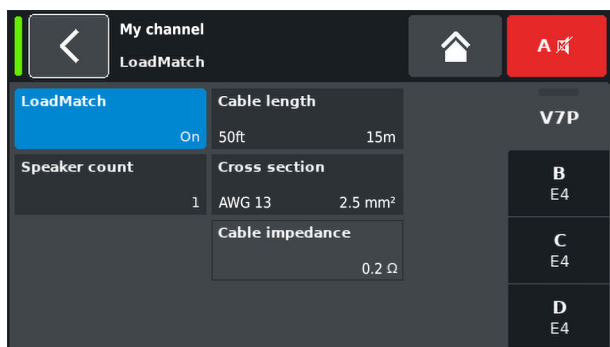 My channel
LoadMatch
A
LoadMatch
On
Cable length
50ft 15m
V7P
Speaker count
1
Cross section
AWG 13 2.5 mm²
B
E4
Cable impedance
0.2 Ω
C
E4
D
E4